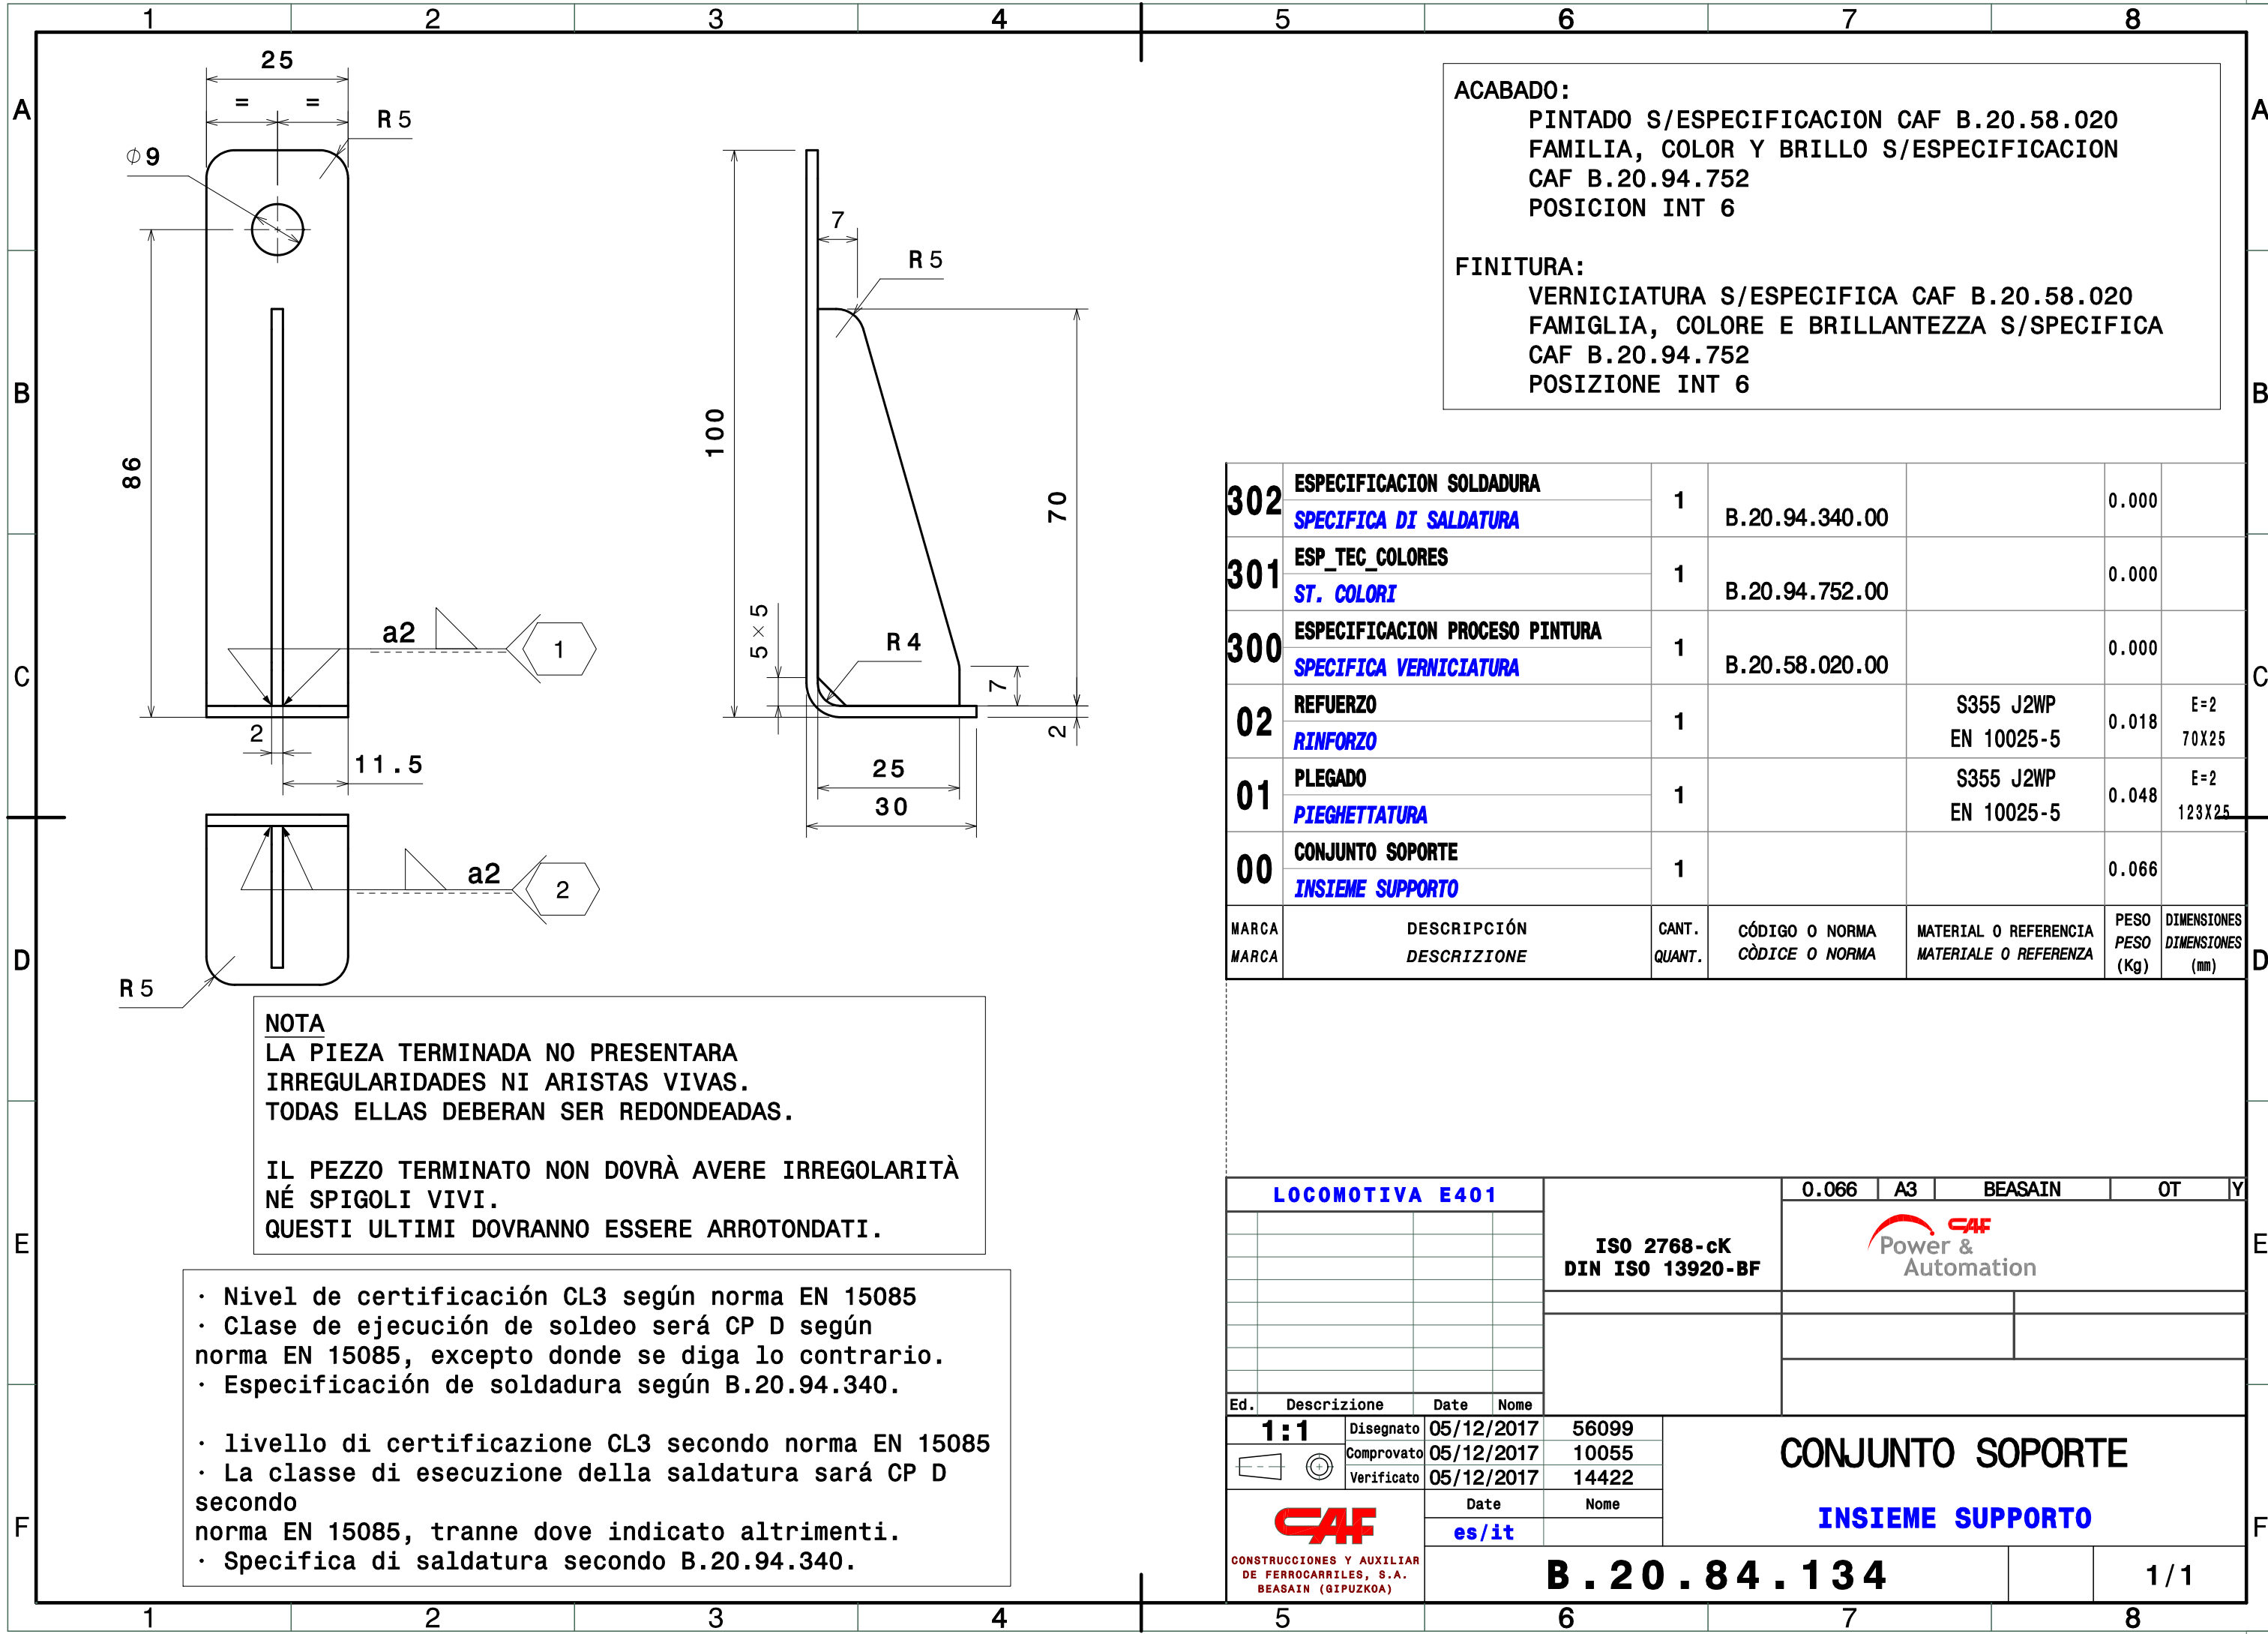 1 2 3 4 5 6 7 8
A A
B B
C C
D D
E E
F F
25
= =
R 5
∅9
86
a2
1
2
11.5
a2
2
R 5
7
R 5
100
70
5×5
R 4
7
2
25
30
ACABADO:
PINTADO S/ESPECIFICACION CAF B.20.58.020
FAMILIA, COLOR Y BRILLO S/ESPECIFICACION
CAF B.20.94.752
POSICION INT 6
FINITURA:
VERNICIATURA S/ESPECIFICA CAF B.20.58.020
FAMIGLIA, COLORE E BRILLANTEZZA S/SPECIFICA
CAF B.20.94.752
POSIZIONE INT 6
302 ESPECIFICACION SOLDADURA 1 B.20.94.340.00 0.000
SPECIFICA DI SALDATURA
301 ESP_TEC_COLORES 1 B.20.94.752.00 0.000
ST. COLORI
300 ESPECIFICACION PROCESO PINTURA 1 B.20.58.020.00 0.000
SPECIFICA VERNICIATURA
02 REFUERZO 1 S355 J2WP 0.018 E=2
RINFORZO EN 10025-5 70X25
01 PLEGADO 1 S355 J2WP 0.048 E=2
PIEGHETTATURA EN 10025-5 123X25
00 CONJUNTO SOPORTE 1 0.066
INSIEME SUPPORTO
MARCA DESCRIPCIÓN CANT. CÓDIGO O NORMA MATERIAL O REFERENCIA PESO DIMENSIONES
MARCA DESCRIZIONE QUANT. CÒDICE O NORMA MATERIALE O REFERENZA PESO DIMENSIONES
(Kg) (mm)
NOTA
LA PIEZA TERMINADA NO PRESENTARA
IRREGULARIDADES NI ARISTAS VIVAS.
TODAS ELLAS DEBERAN SER REDONDEADAS.
IL PEZZO TERMINATO NON DOVRÀ AVERE IRREGOLARITÀ
NÉ SPIGOLI VIVI.
QUESTI ULTIMI DOVRANNO ESSERE ARROTONDATI.
· Nivel de certificación CL3 según norma EN 15085
· Clase de ejecución de soldeo será CP D según
norma EN 15085, excepto donde se diga lo contrario.
· Especificación de soldadura según B.20.94.340.
· livello di certificazione CL3 secondo norma EN 15085
· La classe di esecuzione della saldatura sará CP D
secondo
norma EN 15085, tranne dove indicato altrimenti.
· Specifica di saldatura secondo B.20.94.340.
LOCOMOTIVA E401
0.066 A3 BEASAIN OT Y
ISO 2768-cK
DIN ISO 13920-BF
CAF
Power &
Automation
Ed. Descrizione Date Nome
1:1
Disegnato 05/12/2017 56099
Comprovato 05/12/2017 10055
Verificato 05/12/2017 14422
Date Nome
es/it
CONJUNTO SOPORTE
INSIEME SUPPORTO
CAF
CONSTRUCCIONES Y AUXILIAR
DE FERROCARRILES, S.A.
BEASAIN (GIPUZKOA)
B.20.84.134
1/1
1 2 3 4 5 6 7 8